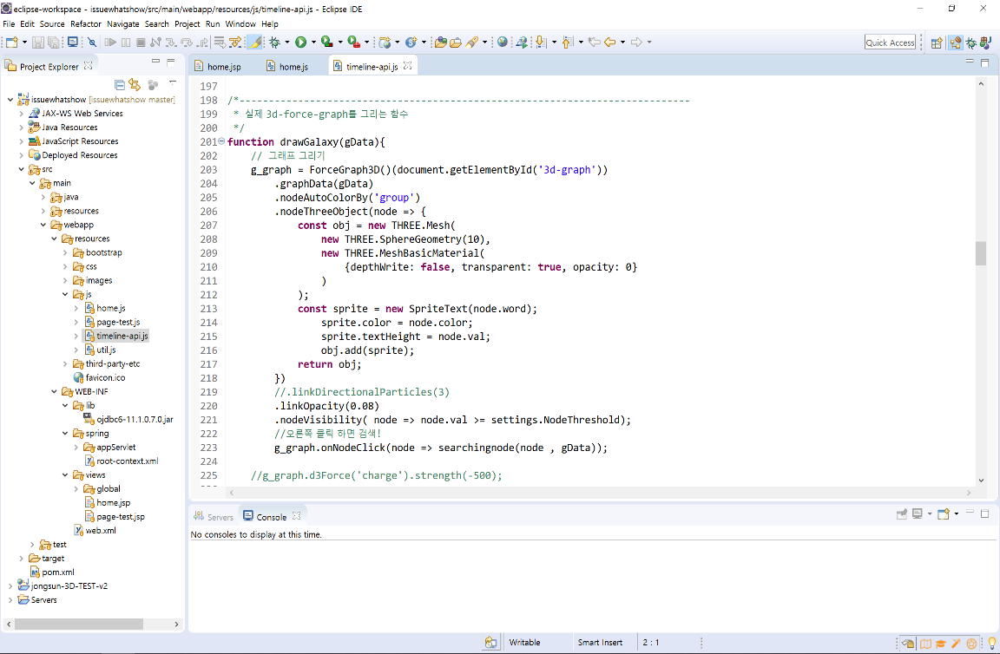 eclipse-workspace - issuewhatshow/src/main/webapp/resources/js/timeline-api.js - Eclipse IDE
File Edit Source Refactor Navigate Search Project Run Window Help
Quick Access
Project Explorer
issuewhatshow [issuewhatshow master]
JAX-WS Web Services
Java Resources
JavaScript Resources
Deployed Resources
src
main
java
resources
webapp
resources
bootstrap
css
images
js
home.js
page-test.js
timeline-api.js
util.js
third-party-etc
favicon.ico
WEB-INF
lib
ojdbc6-11.1.0.7.0.jar
spring
appServlet
root-context.xml
views
global
home.jsp
page-test.jsp
web.xml
test
target
pom.xml
jongsun-3D-TEST-v2
Servers
home.jsp home.js timeline-api.js
197
198 /*-----------------------------------------------------------------------------
199 * 실제 3d-force-graph를 그리는 함수
200 */
201 function drawGalaxy(gData){
202 // 그래프 그리기
203 g_graph = ForceGraph3D()(document.getElementById('3d-graph'))
204 .graphData(gData)
205 .nodeAutoColorBy('group')
206 .nodeThreeObject(node => {
207 const obj = new THREE.Mesh(
208 new THREE.SphereGeometry(10),
209 new THREE.MeshBasicMaterial(
210 {depthWrite: false, transparent: true, opacity: 0}
211 )
212 );
213 const sprite = new SpriteText(node.word);
214 sprite.color = node.color;
215 sprite.textHeight = node.val;
216 obj.add(sprite);
217 return obj;
218 })
219 //.linkDirectionalParticles(3)
220 .linkOpacity(0.08)
221 .nodeVisibility( node => node.val >= settings.NodeThreshold);
222 //오른쪽 클릭 하면 검색!
223 g_graph.onNodeClick(node => searchingnode(node , gData));
224
225 //g_graph.d3Force('charge').strength(-500);
Servers Console
No consoles to display at this time.
Writable Smart Insert 2 : 1